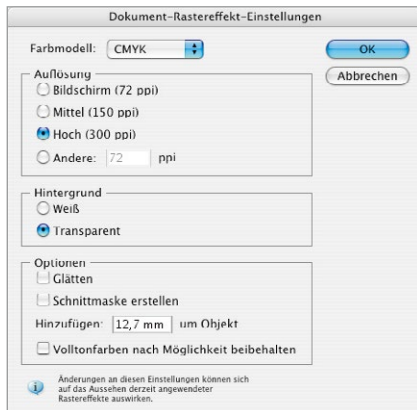 Dokument-Rastereffekt-Einstellungen
Farbmodell: CMYK
OK
Abbrechen
Auflösung
Bildschirm (72 ppi)
Mittel (150 ppi)
Hoch (300 ppi)
Andere: 72 ppi
Hintergrund
Weiß
Transparent
Optionen
Glätten
Schnittmaske erstellen
Hinzufügen: 12,7 mm um Objekt
Volltonfarben nach Möglichkeit beibehalten
Änderungen an diesen Einstellungen können sich
auf das Aussehen derzeit angewendeter
Rastereffekte auswirken.